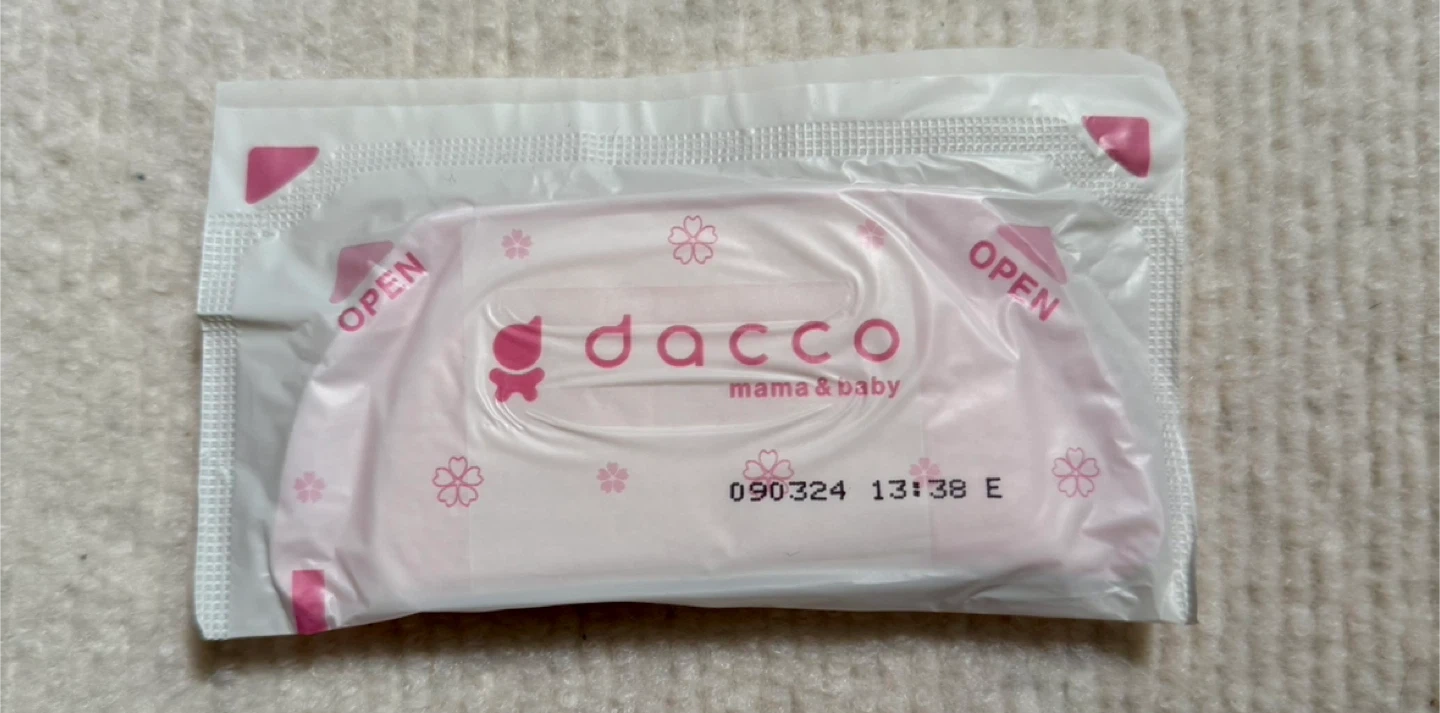 OPEN
OPEN
dacco
mama & baby
090324 13:38 E